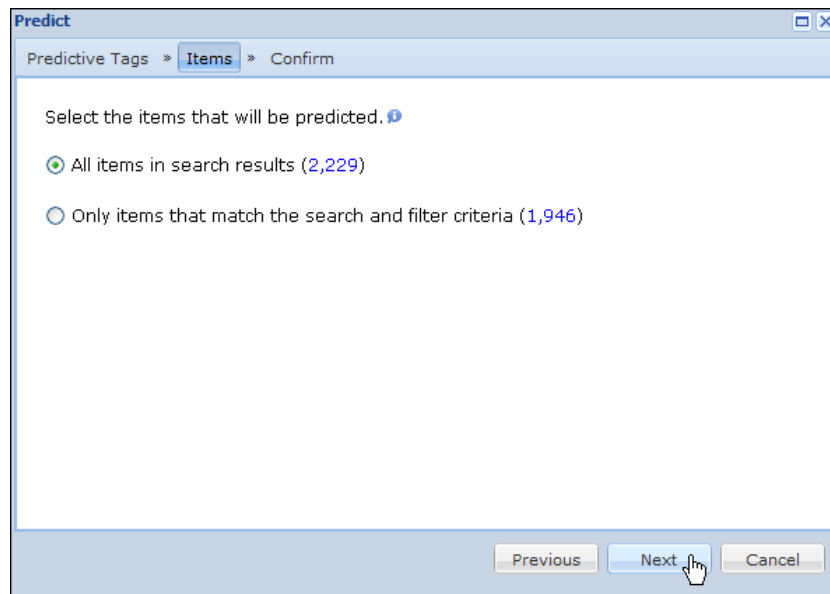 Predict
Predictive Tags » Items » Confirm
Select the items that will be predicted.
All items in search results (2,229)
Only items that match the search and filter criteria (1,946)
Previous Next Cancel